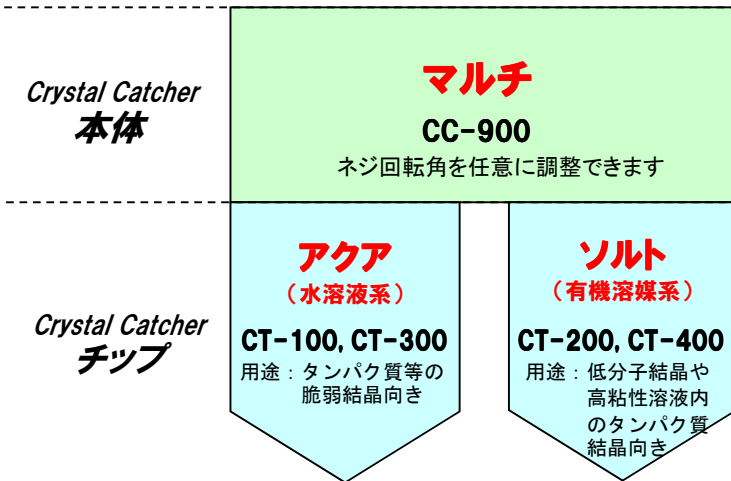 Crystal Catcher
本体
マルチ
CC-900
ネジ回転角を任意に調整できます
Crystal Catcher
チップ
アクア
（水溶液系）
CT-100, CT-300
用途：タンパク質等の
脆弱結晶向き
ソルト
（有機溶媒系）
CT-200, CT-400
用途：低分子結晶や
高粘性溶液内
のタンパク質
結晶向き